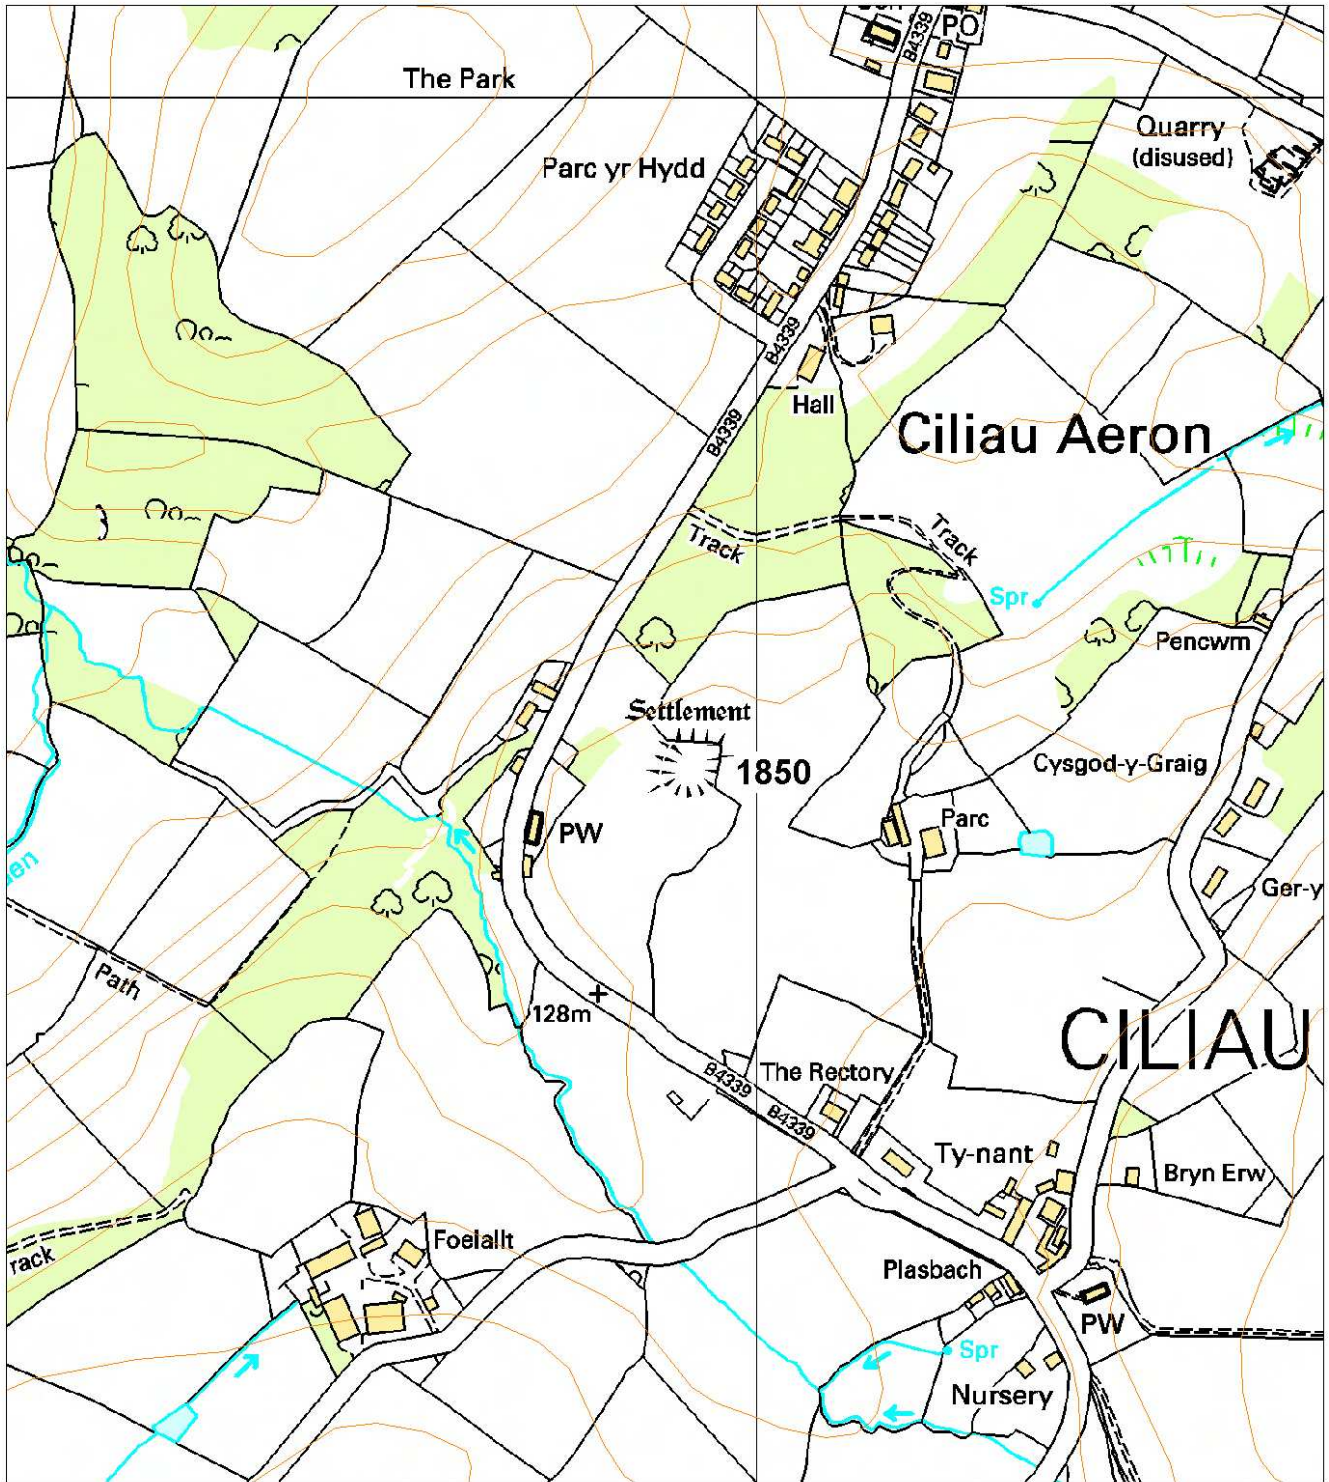 PO
B4339
The Park
Quarry
(disused)
Parc yr Hydd
B4339
Hall
B4339
Ciliau Aeron
Track
Track
Spr
Pencwm
Settlement
1850
Cysgod-y-Graig
Parc
PW
Ger-y
Path
128m
CILIAU
B4339
The Rectory
B4339
Ty-nant
Bryn Erw
Foelallt
rack
Plasbach
PW
Spr
Nursery